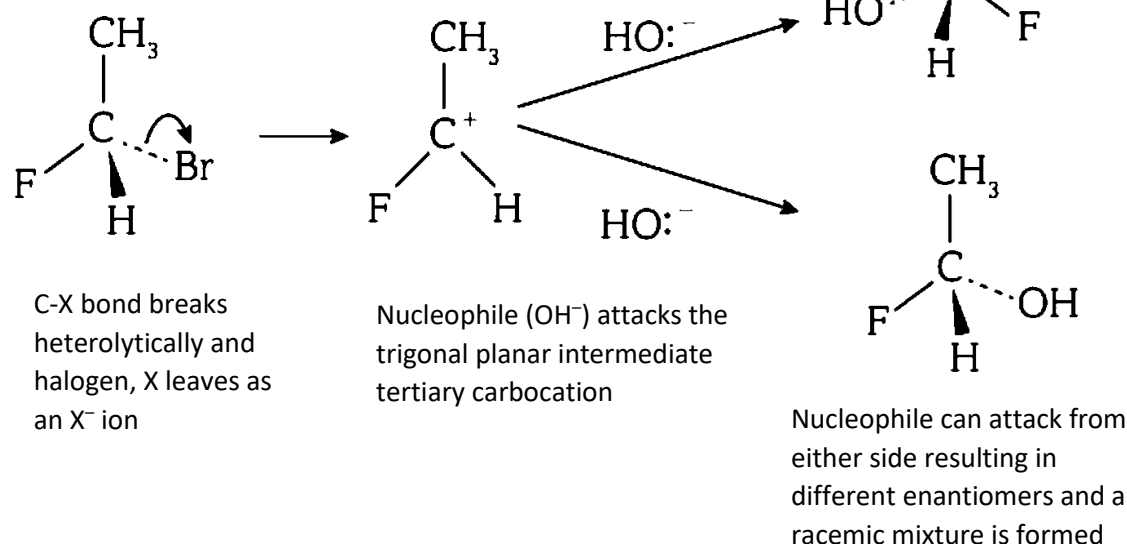 CH₃
C
F
Br
H
CH₃
C⁺
F
H
HO:⁻
HO:⁻
HO
F
H
CH₃
C
F
OH
H
C-X bond breaks
heterolytically and
halogen, X leaves as
an X⁻ ion
Nucleophile (OH⁻) attacks the
trigonal planar intermediate
tertiary carbocation
Nucleophile can attack from
either side resulting in
different enantiomers and a
racemic mixture is formed